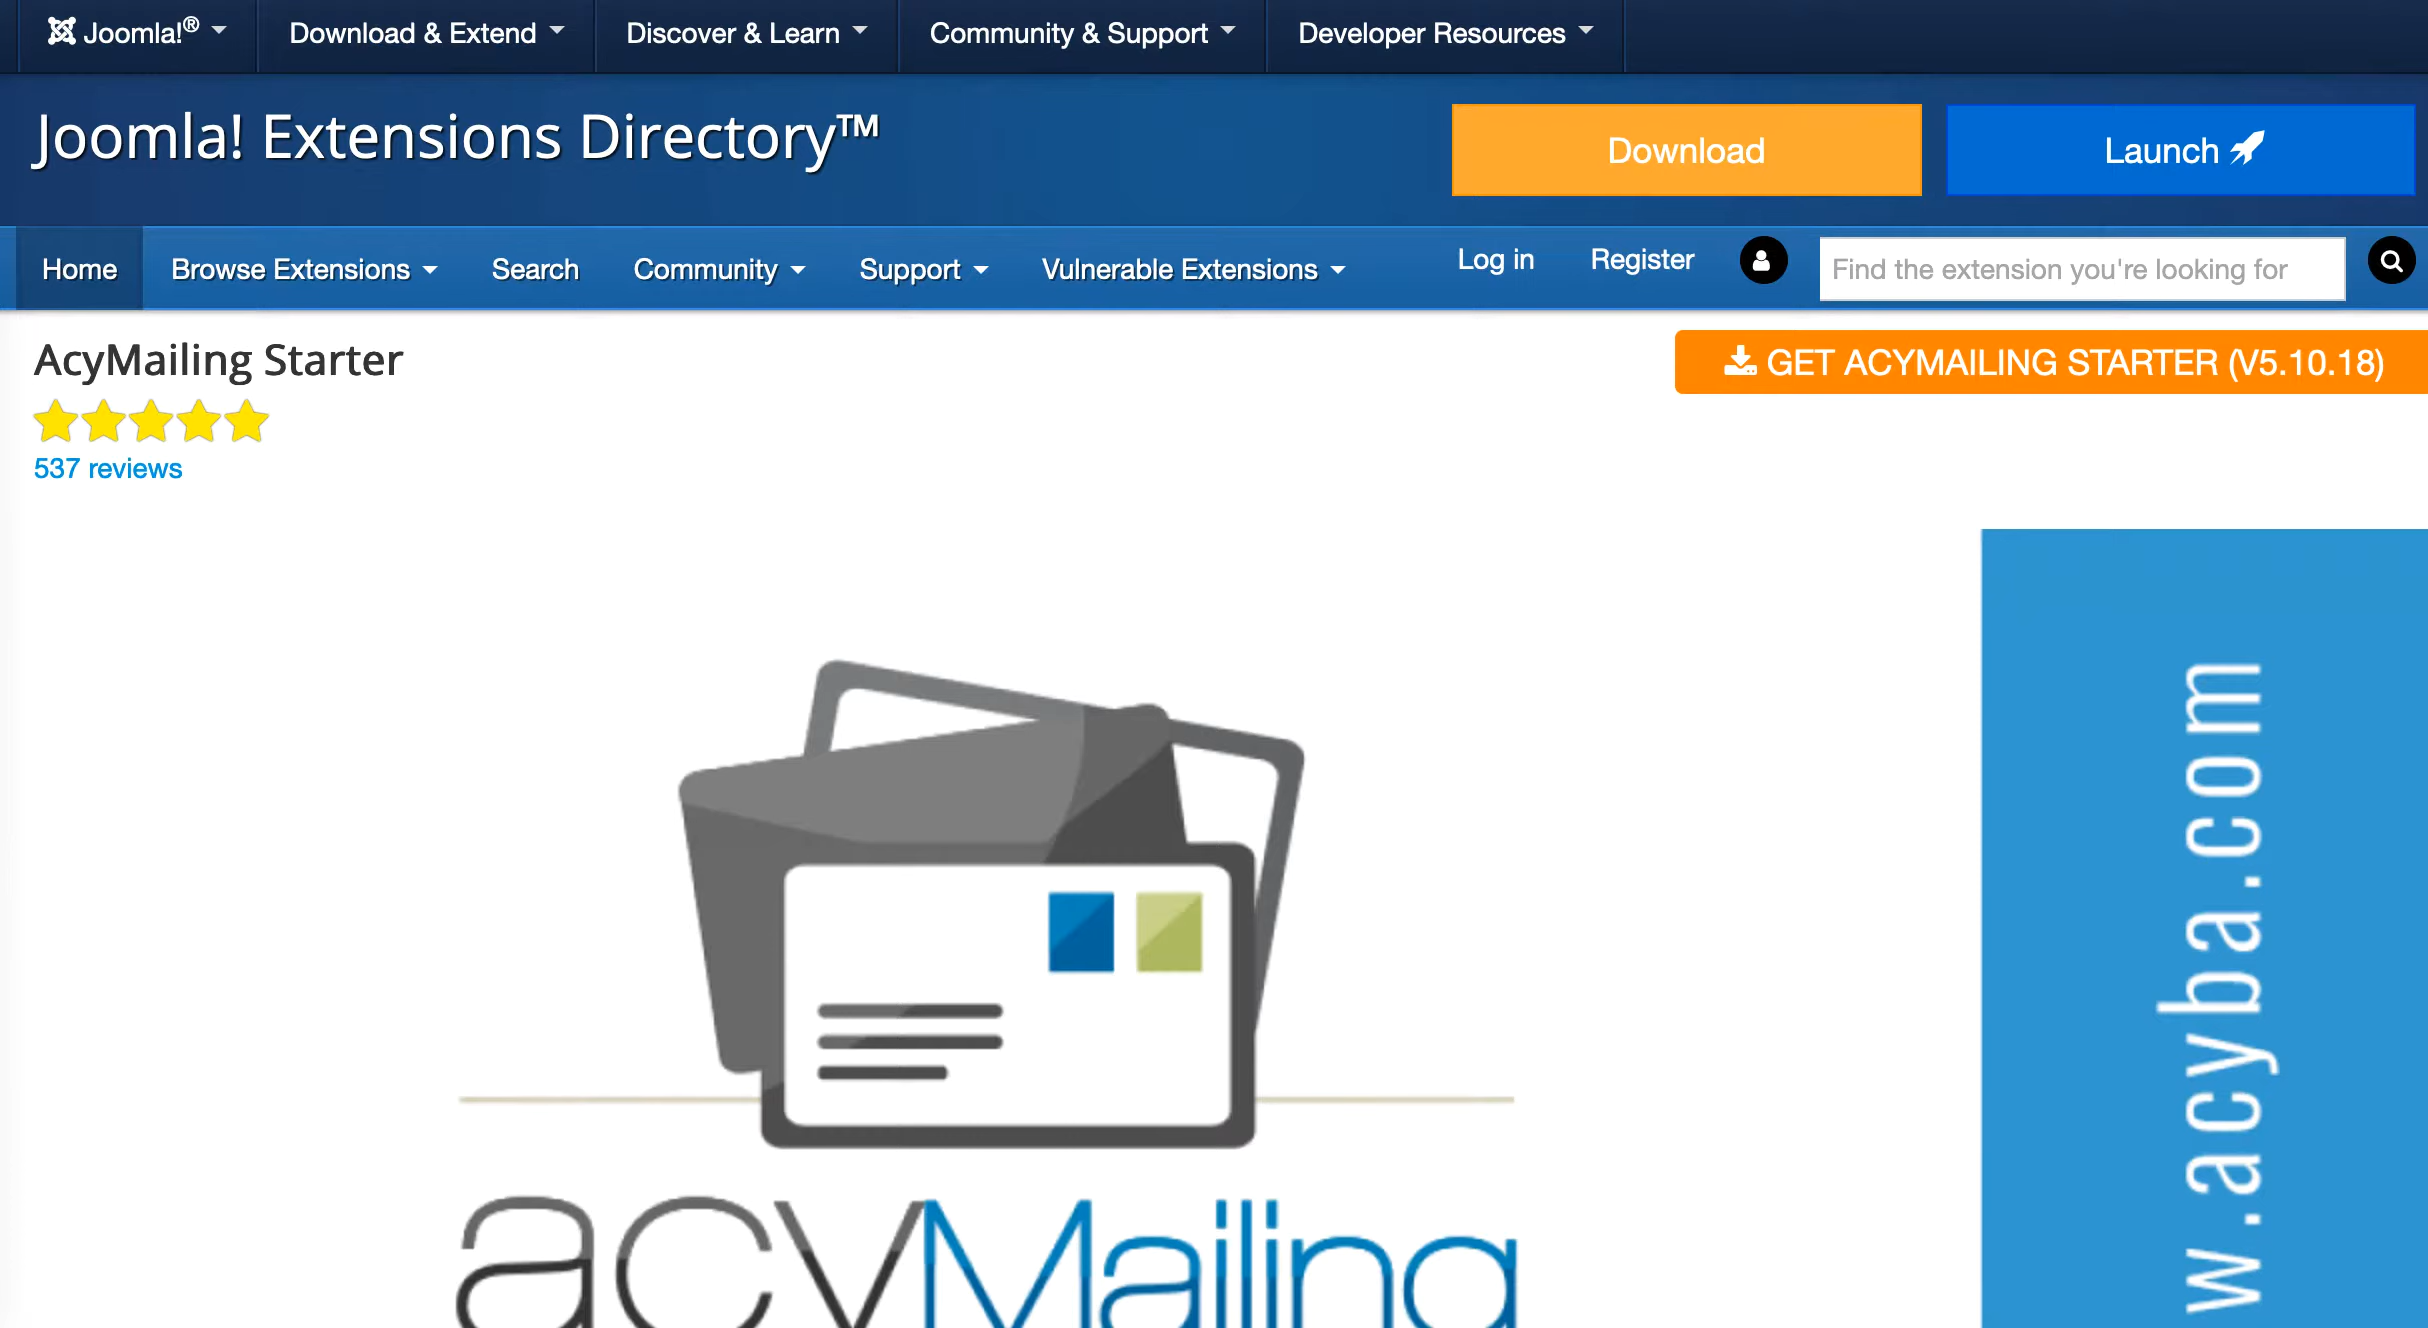 Joomla!® Download & Extend Discover & Learn Community & Support Developer Resources
Joomla! Extensions Directory™
Download
Launch
Home Browse Extensions Search Community Support Vulnerable Extensions Log in Register Find the extension you're looking for
AcyMailing Starter
GET ACYMAILING STARTER (V5.10.18)
537 reviews
acyMailing
w.acyba.com